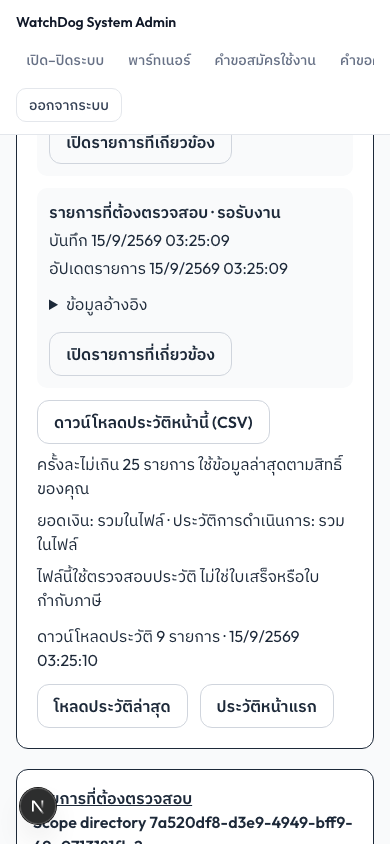 WatchDog System Admin
เปิด-ปิดระบบ พาร์ทเนอร์ คำขอสมัครใช้งาน
ออกจากระบบ
เปิดรายการที่เกี่ยวข้อง
รายการที่ต้องตรวจสอบ · รอรับงาน
บันทึก 15/9/2569 03:25:09
อัปเดตรายการ 15/9/2569 03:25:09
▶ ข้อมูลอ้างอิง
เปิดรายการที่เกี่ยวข้อง
ดาวน์โหลดประวัติหน้านี้ (CSV)
ครั้งละไม่เกิน 25 รายการ ใช้ข้อมูลล่าสุดตามสิทธิ์
ของคุณ
ยอดเงิน: รวมในไฟล์ · ประวัติการดำเนินการ: รวม
ในไฟล์
ไฟล์นี้ใช้ตรวจสอบประวัติ ไม่ใช่ใบเสร็จหรือใบ
กำกับภาษี
ดาวน์โหลดประวัติ 9 รายการ · 15/9/2569
03:25:10
โหลดประวัติล่าสุด ประวัติหน้าแรก
N
scope directory 7a520df8-d3e9-4949-bff9-